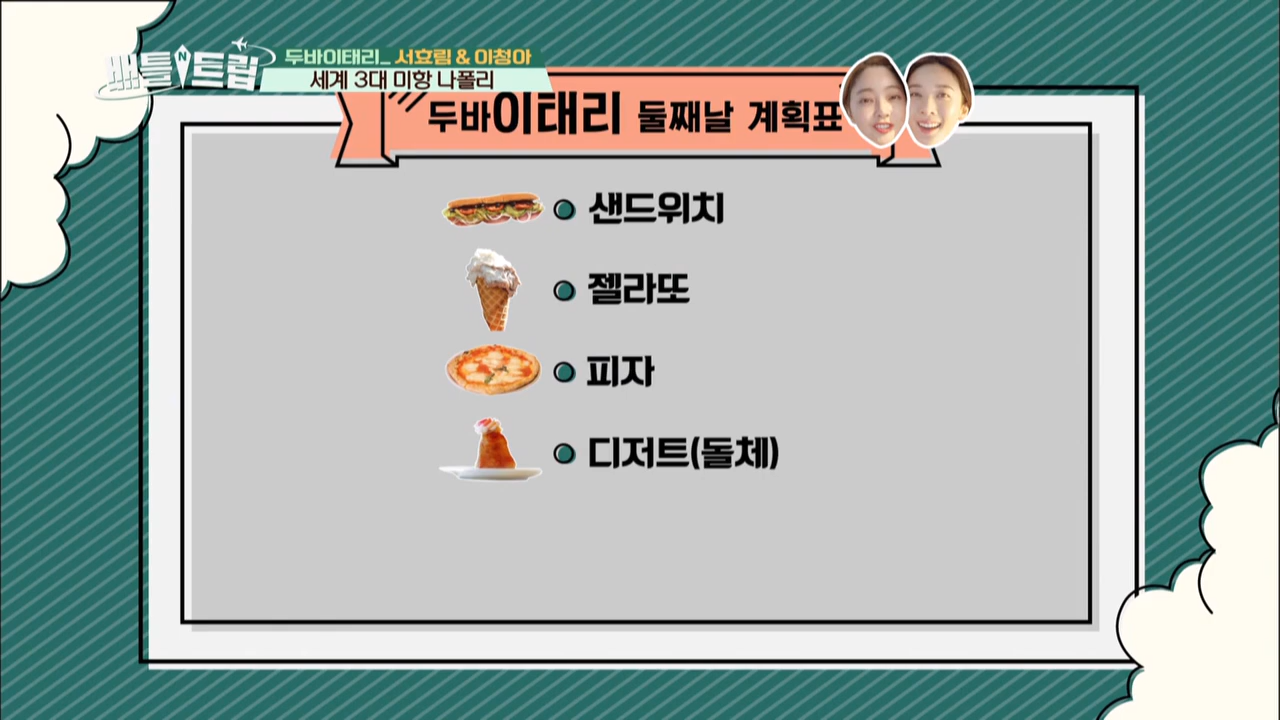 배틀트립
두바이태리_ 서효림 & 이청아
세계 3대 미항 나폴리
두바이태리 둘째날 계획표
샌드위치
젤라또
피자
디저트(돌체)